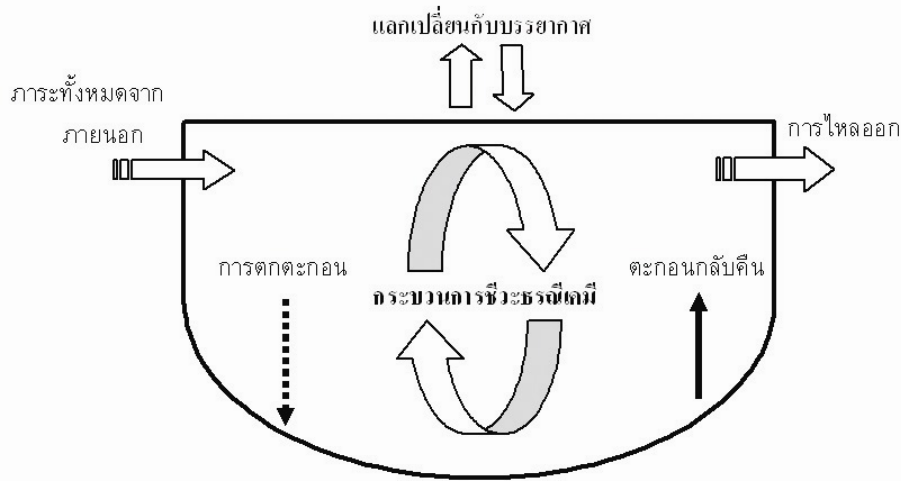 แลกเปลี่ยนกับบรรยากาศ
ภาระทั้งหมดจาก
ภายนอก
การไหลออก
การตกตะกอน
ตะกอนกลับคืน
กระบวนการชีวะธรณีเคมี